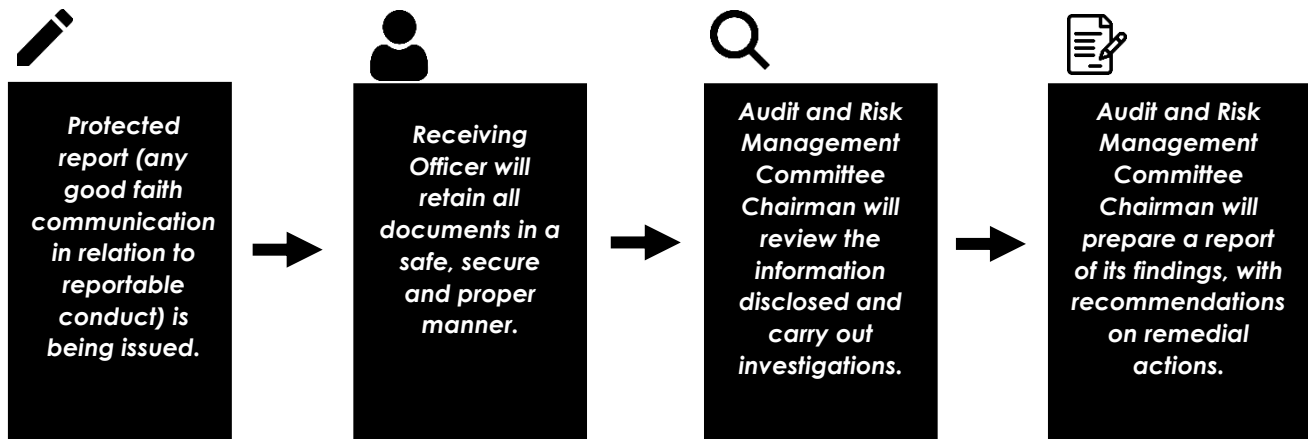 Protected
report (any
good faith
communication
in relation to
reportable
conduct) is
being issued.
Receiving
Officer will
retain all
documents in a
safe, secure
and proper
manner.
Audit and Risk
Management
Committee
Chairman will
review the
information
disclosed and
carry out
investigations.
Audit and Risk
Management
Committee
Chairman will
prepare a report
of its findings, with
recommendations
on remedial
actions.